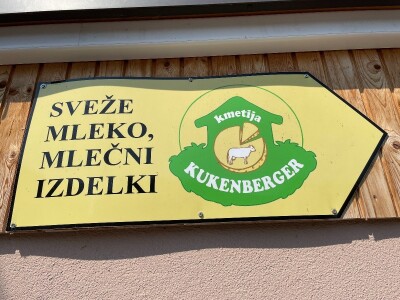 SVEŽE
MLEKO,
MLEČNI
IZDELKI
kmetija
KUKENBERGER